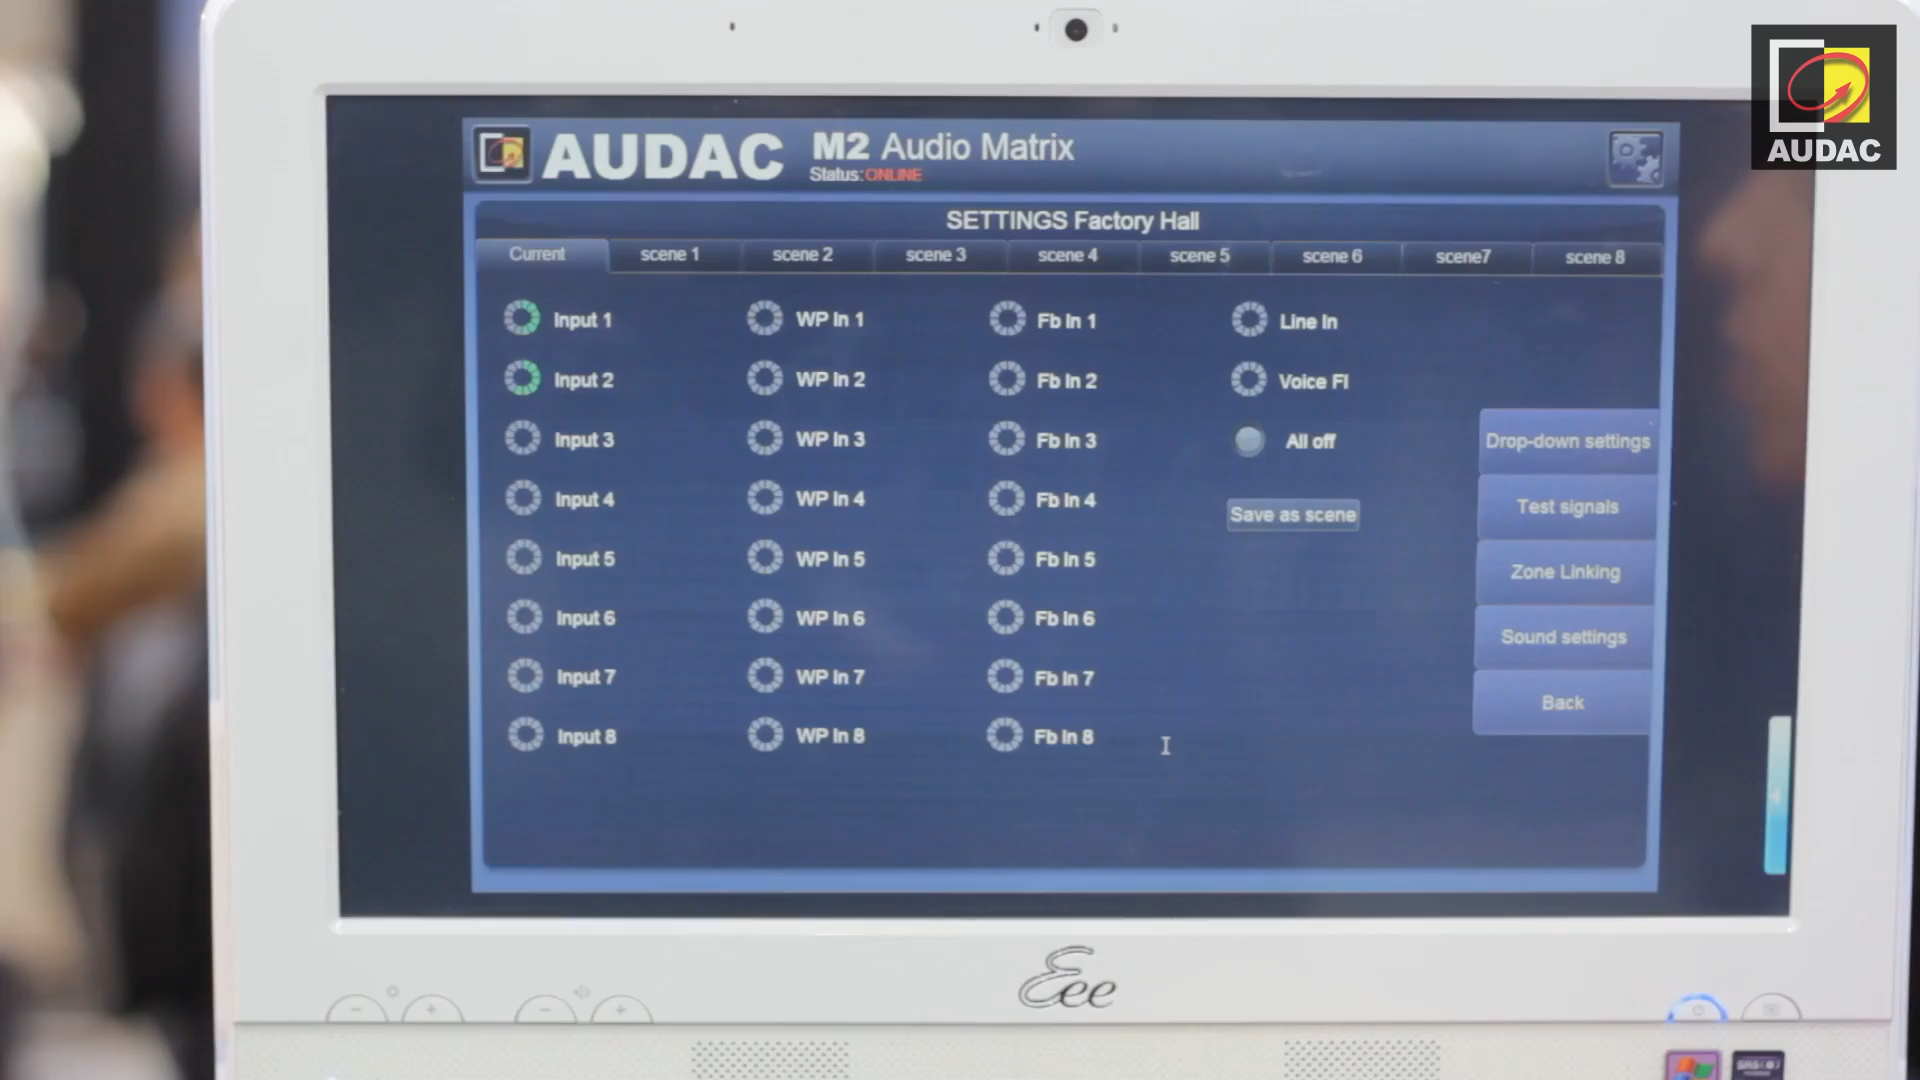 AUDAC
AUDAC M2 Audio Matrix
Status: ONLINE
SETTINGS Factory Hall
Current scene 1 scene 2 scene 3 scene 4 scene 5 scene 6 scene7 scene 8
Input 1 WP In 1 Fb In 1 Line In
Input 2 WP In 2 Fb In 2 Voice Fl
Input 3 WP In 3 Fb In 3 All off
Input 4 WP In 4 Fb In 4 Save as scene
Input 5 WP In 5 Fb In 5
Input 6 WP In 6 Fb In 6
Input 7 WP In 7 Fb In 7
Input 8 WP In 8 Fb In 8
Drop-down settings
Test signals
Zone Linking
Sound settings
Back
Eee